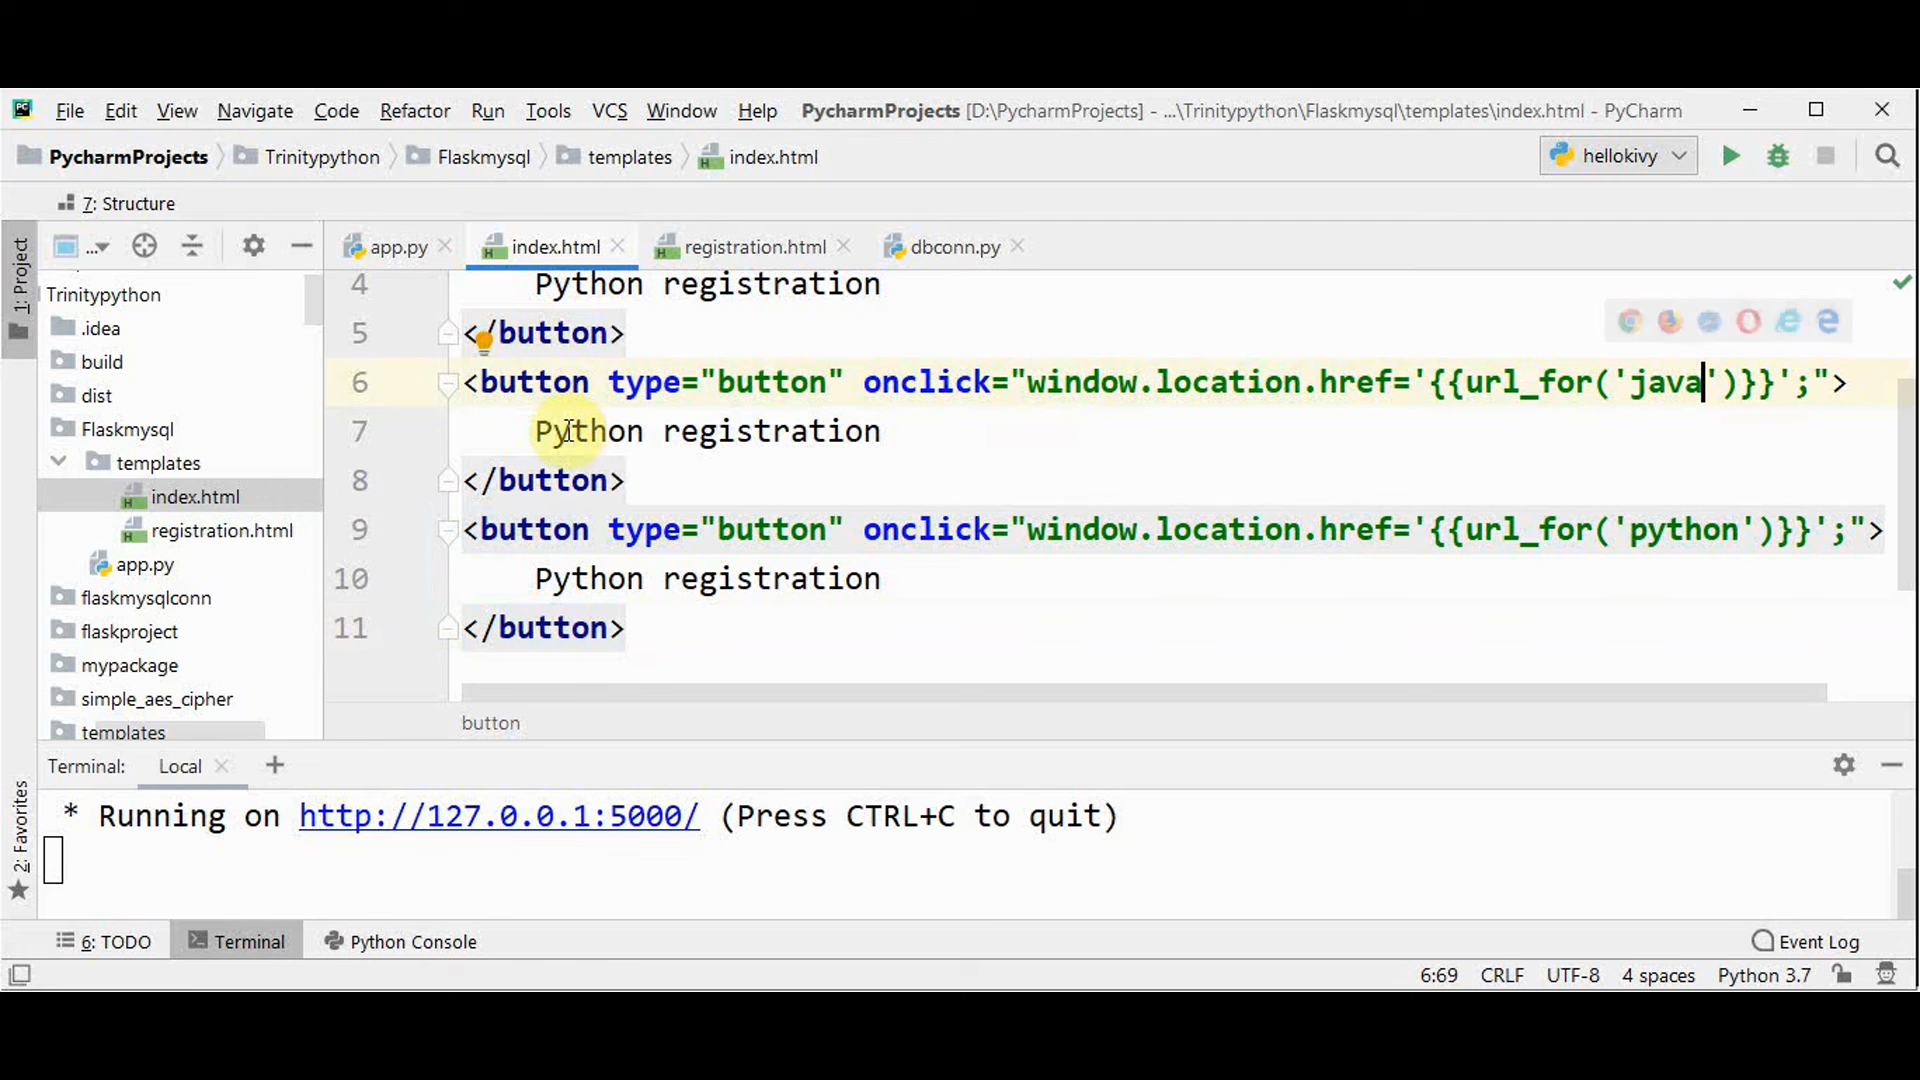 PC File Edit View Navigate Code Refactor Run Tools VCS Window Help PycharmProjects [D:\PycharmProjects] - ...\Trinitypython\Flaskmysql\templates\index.html - PyCharm
PycharmProjects Trinitypython Flaskmysql templates index.html hellokivy
7: Structure
1: Project
... app.py index.html registration.html dbconn.py
Trinitypython
.idea
build
dist
Flaskmysql
templates
index.html
registration.html
app.py
flaskmysqlconn
flaskproject
mypackage
simple_aes_cipher
templates
4 Python registration
5 </button>
6 <button type="button" onclick="window.location.href='{{url_for('java')}}';">
7 Python registration
8 </button>
9 <button type="button" onclick="window.location.href='{{url_for('python')}}';">
10 Python registration
11 </button>
button
2: Favorites
Terminal: Local
* Running on http://127.0.0.1:5000/ (Press CTRL+C to quit)
6: TODO Terminal Python Console Event Log
6:69 CRLF UTF-8 4 spaces Python 3.7